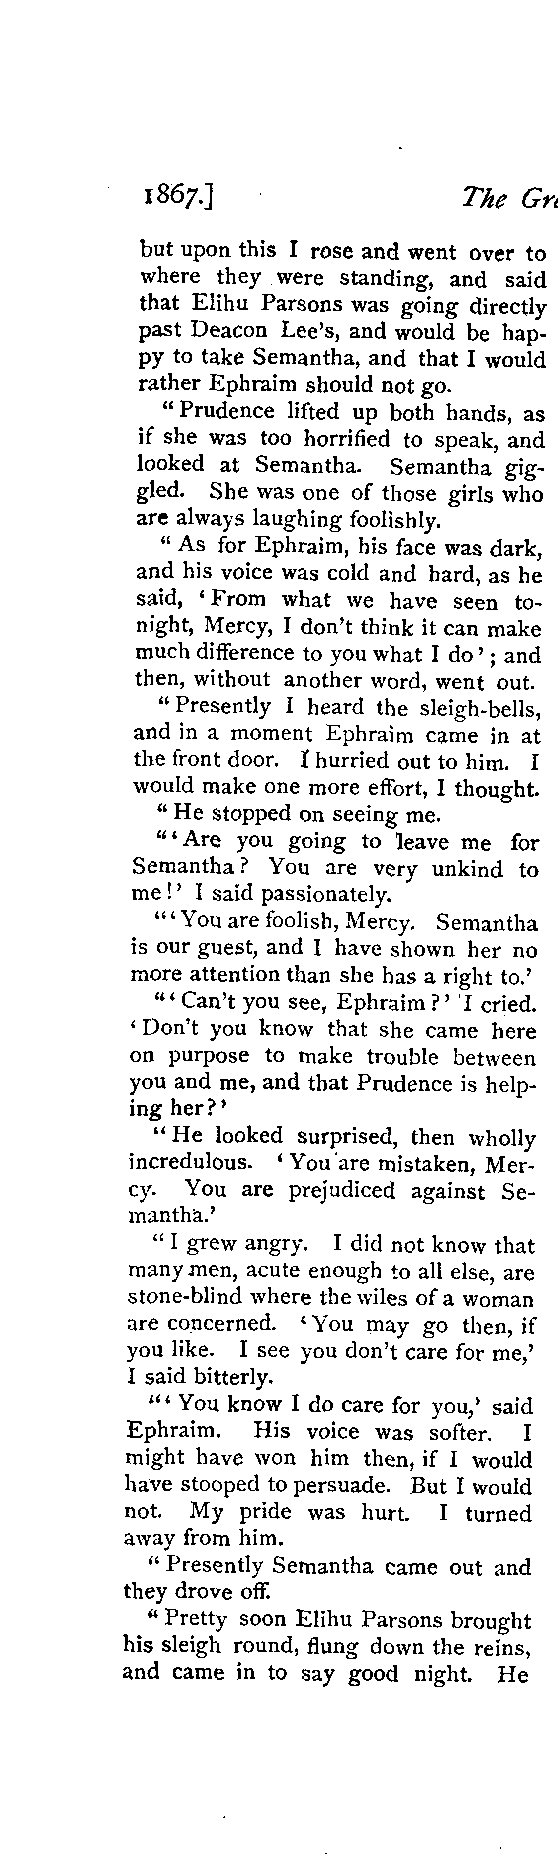 1867.] The Gre
but upon this I rose and went over to
where they were standing, and said
that Elihu Parsons was going directly
past Deacon Lee's, and would be hap-
py to take Semantha, and that I would
rather Ephraim should not go.
“Prudence lifted up both hands, as
if she was too horrified to speak, and
looked at Semantha. Semantha gig-
gled. She was one of those girls who
are always laughing foolishly.
“As for Ephraim, his face was dark,
and his voice was cold and hard, as he
said, ‘From what we have seen to-
night, Mercy, I don't think it can make
much difference to you what I do’; and
then, without another word, went out.
“Presently I heard the sleigh-bells,
and in a moment Ephraim came in at
the front door. I hurried out to him. I
would make one more effort, I thought.
“He stopped on seeing me.
“‘Are you going to leave me for
Semantha? You are very unkind to
me!’ I said passionately.
“‘You are foolish, Mercy. Semantha
is our guest, and I have shown her no
more attention than she has a right to.’
“‘Can't you see, Ephraim?’ I cried.
‘Don't you know that she came here
on purpose to make trouble between
you and me, and that Prudence is help-
ing her?’
“He looked surprised, then wholly
incredulous. ‘You are mistaken, Mer-
cy. You are prejudiced against Se-
mantha.’
“I grew angry. I did not know that
many men, acute enough to all else, are
stone-blind where the wiles of a woman
are concerned. ‘You may go then, if
you like. I see you don't care for me,’
I said bitterly.
“‘You know I do care for you,’ said
Ephraim. His voice was softer. I
might have won him then, if I would
have stooped to persuade. But I would
not. My pride was hurt. I turned
away from him.
“Presently Semantha came out and
they drove off.
“Pretty soon Elihu Parsons brought
his sleigh round, flung down the reins,
and came in to say good night. He